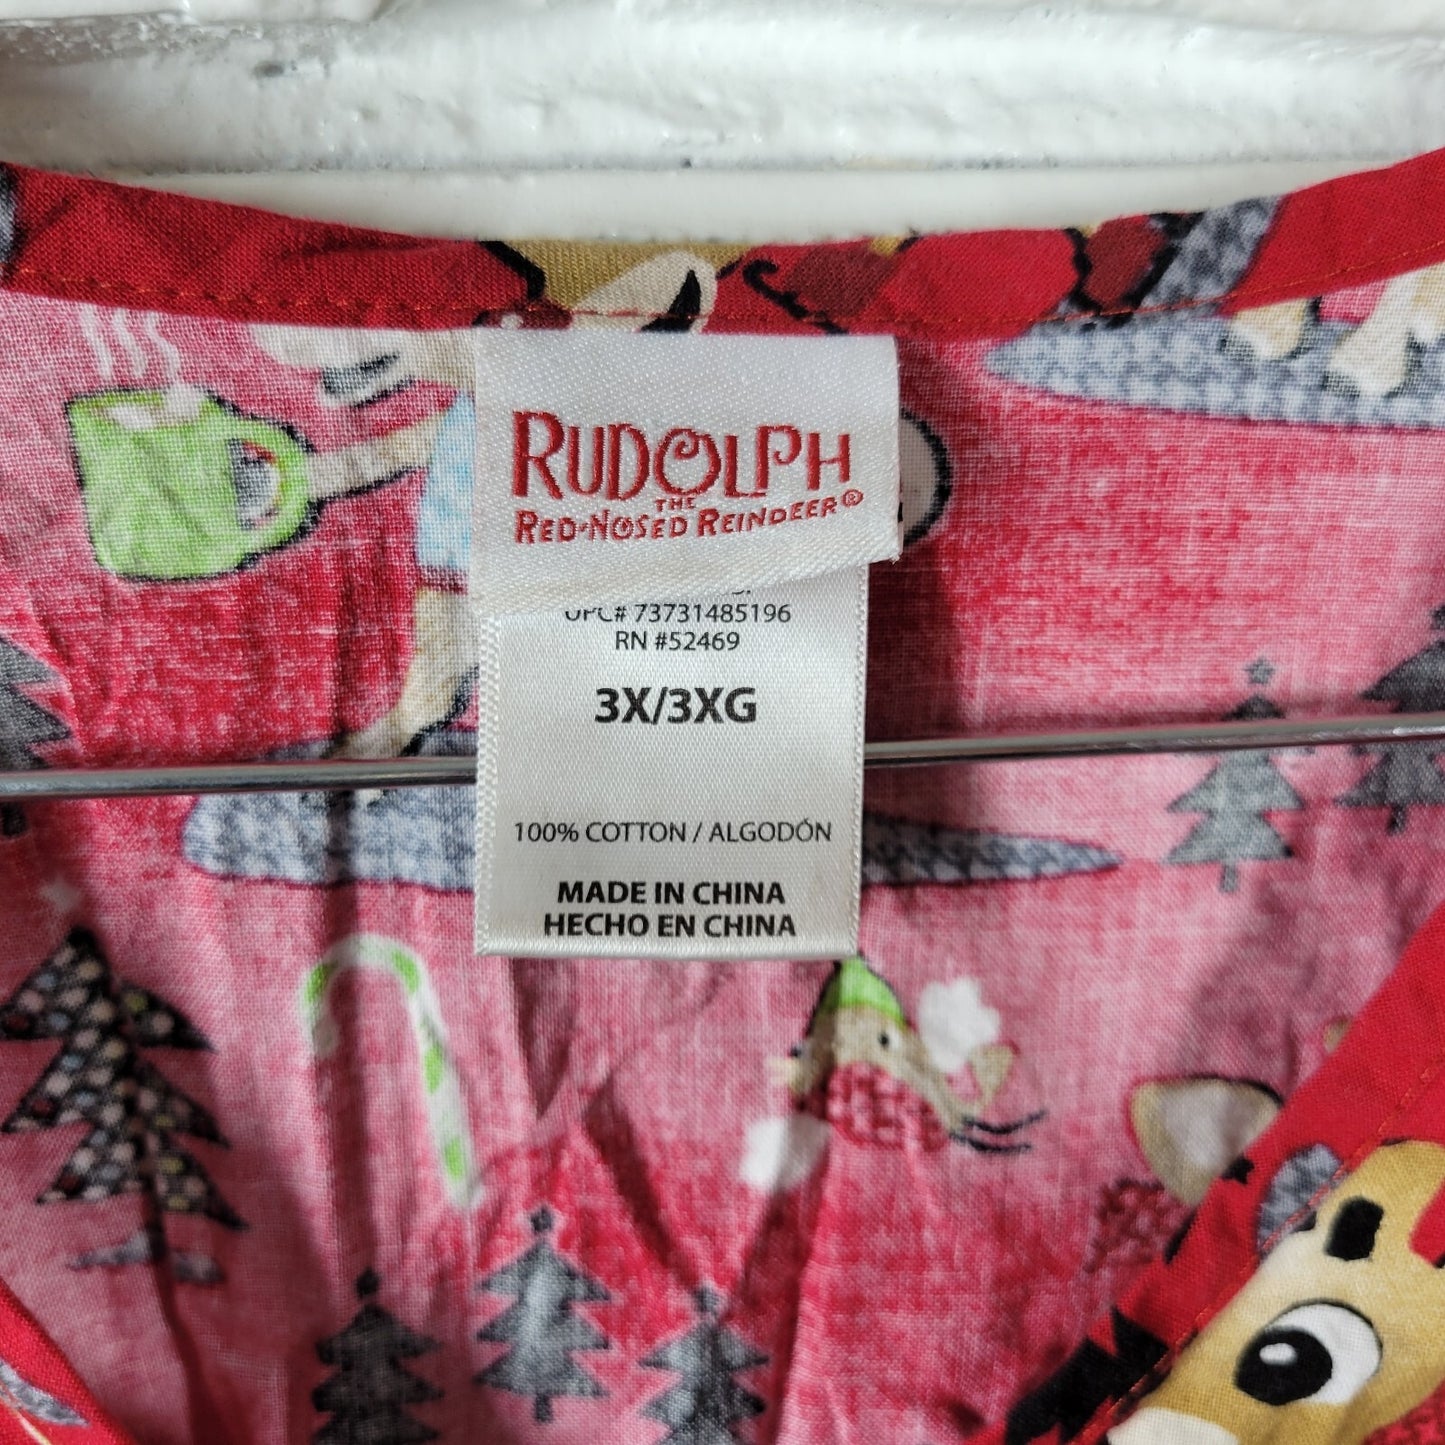 RUDOLPH
THE
RED-NOSED REINDEER®
UPC# 73731485196
RN #52469
3X/3XG
100% COTTON / ALGODÓN
MADE IN CHINA
HECHO EN CHINA